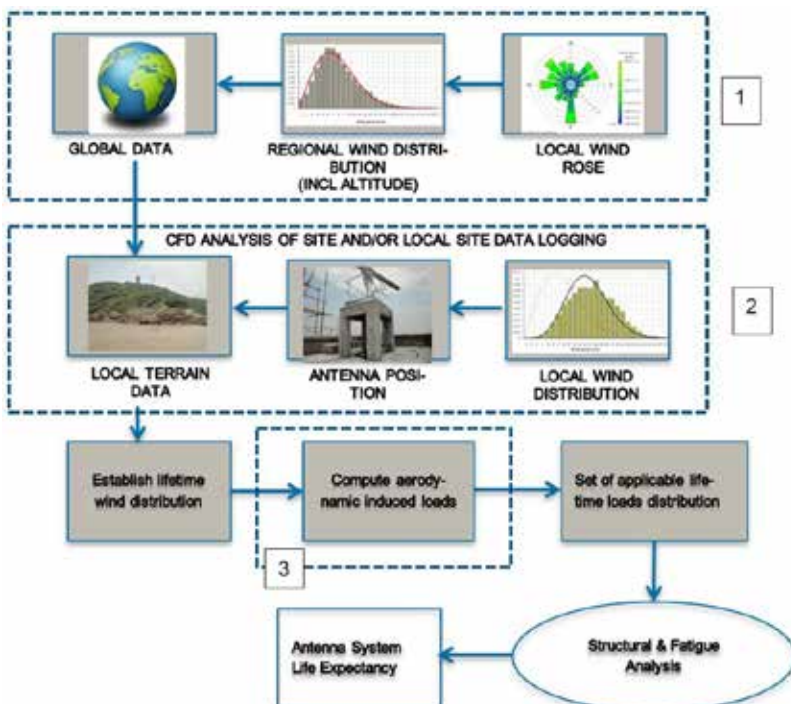 1
GLOBAL DATA
REGIONAL WIND DISTRI-
BUTION
(INCL ALTITUDE)
LOCAL WIND
ROSE
CFD ANALYSIS OF SITE AND/OR LOCAL SITE DATA LOGGING
2
LOCAL TERRAIN
DATA
ANTENNA POSI-
TION
LOCAL WIND
DISTRIBUTION
Establish lifetime
wind distribution
Compute aerody-
namic induced loads
Set of applicable life-
time loads distribution
3
Antenna System
Life Expectancy
Structural & Fatigue
Analysis